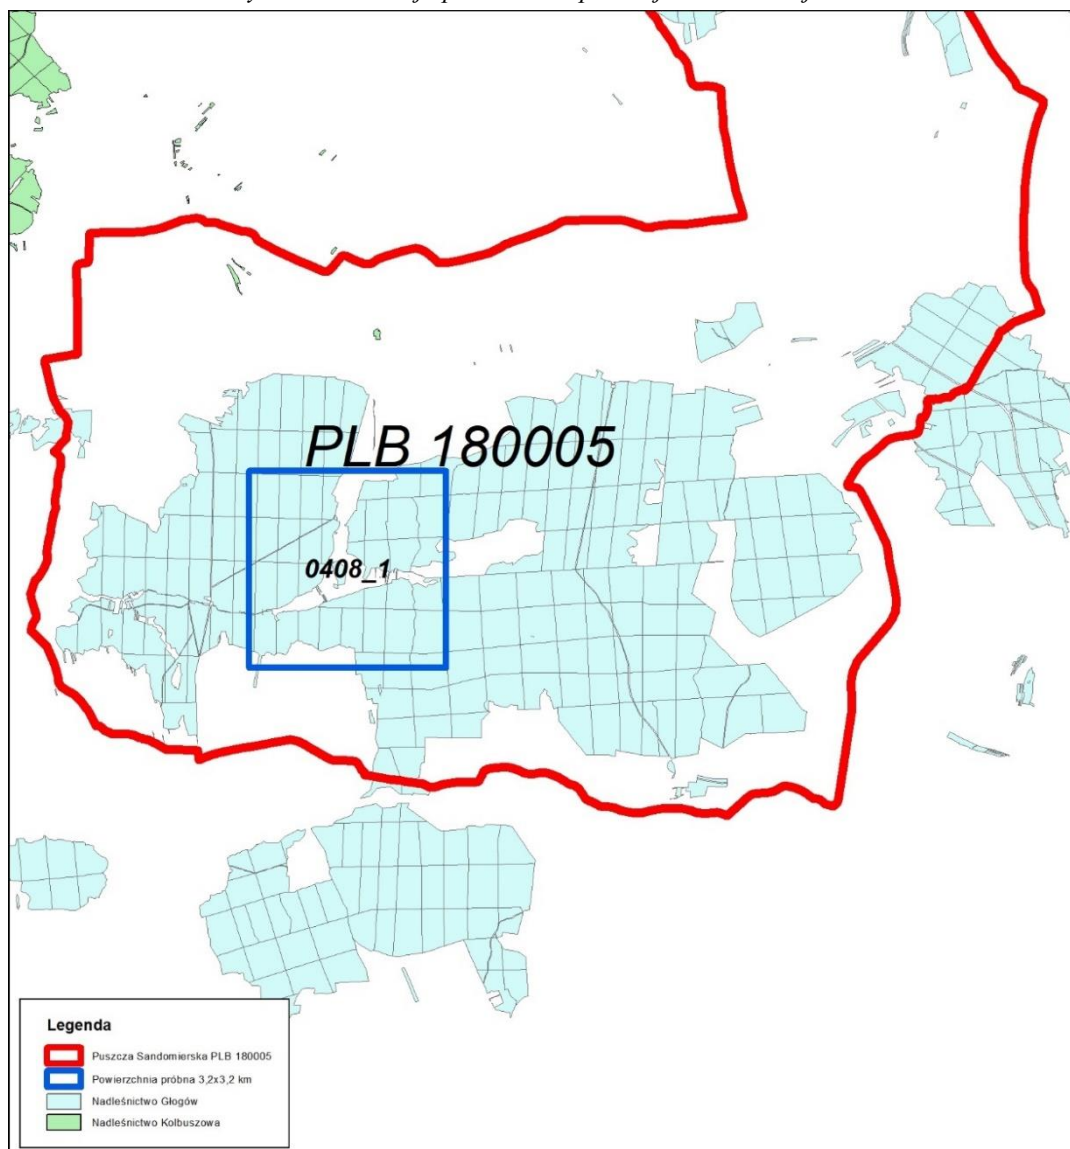 PLB 180005
0408_1
Legenda
Puszcza Sandomierska PLB 180005
Powierzchnia próbna 3,2x3,2 km
Nadleśnictwo Głogów
Nadleśnictwo Kolbuszowa